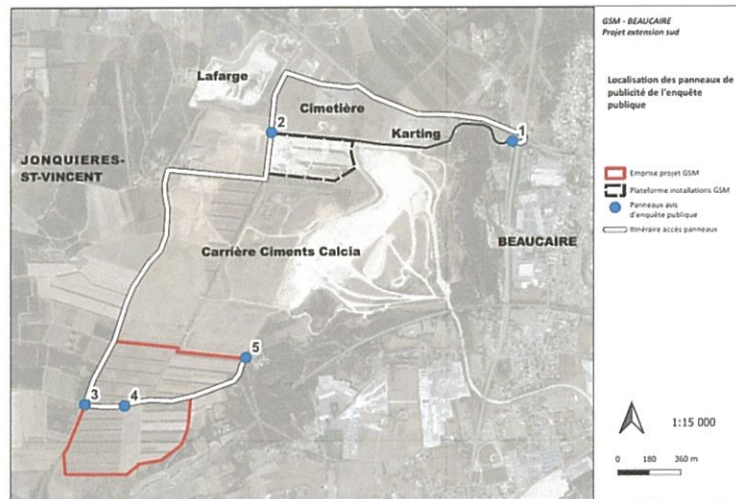 GSM - BEAUCAIRE
Projet extension sud
Localisation des panneaux de
publicité de l'enquête
publique
Emprise projet GSM
Plateforme installations GSM
Panneaux avis
d'enquête publique
Itinéraire accès panneaux
Lafarge
Cimetière
2
Karting
1
JONQUIERES-
ST-VINCENT
BEAUCAIRE
Carrière Ciments Calcia
5
3
4
1:15 000
0 180 360 m